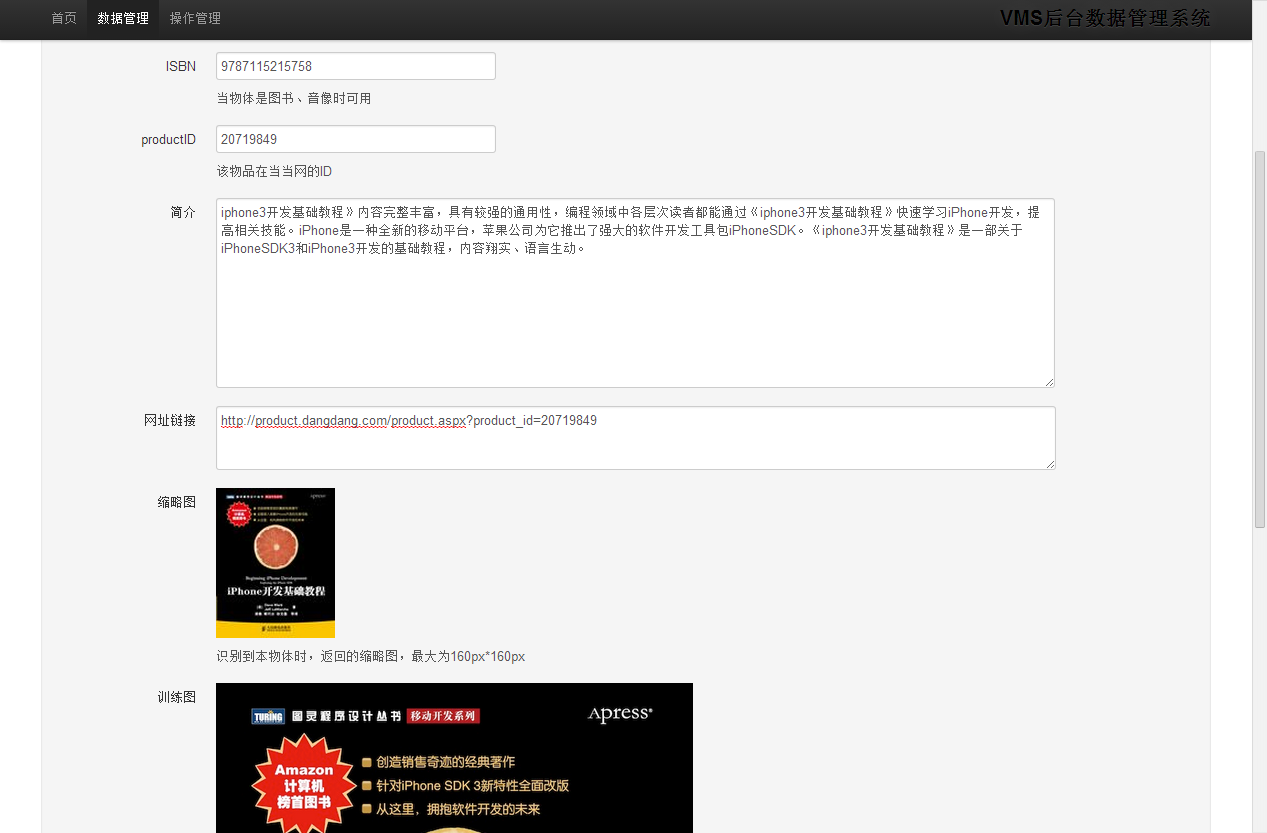 首页 数据管理 操作管理 VMS后台数据管理系统
ISBN 9787115215758
当物体是图书、音像时可用
productID 20719849
该物品在当当网的ID
简介 iphone3开发基础教程》内容完整丰富，具有较强的通用性，编程领域中各层次读者都能通过《iphone3开发基础教程》快速学习iPhone开发，提
高相关技能。iPhone是一种全新的移动平台，苹果公司为它推出了强大的软件开发工具包iPhoneSDK。《iphone3开发基础教程》是一部关于
iPhoneSDK3和iPhone3开发的基础教程，内容翔实、语言生动。
网址链接 http://product.dangdang.com/product.aspx?product_id=20719849
缩略图
Beginning iPhone Development
iPhone开发基础教程
识别到本物体时，返回的缩略图，最大为160px*160px
训练图
TURING 图灵程序设计丛书 移动开发系列 Apress®
Amazon
计算机
榜首图书
创造销售奇迹的经典著作
针对iPhone SDK 3新特性全面改版
从这里，拥抱软件开发的未来